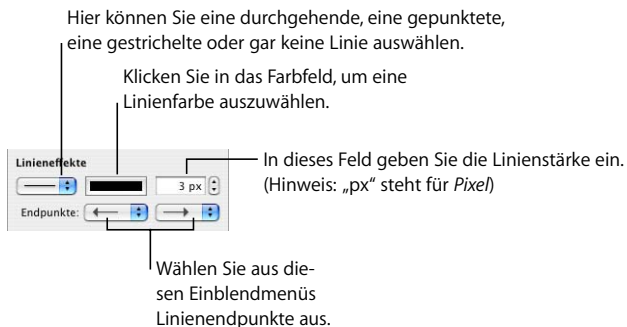 Hier können Sie eine durchgehende, eine gepunktete,
eine gestrichelte oder gar keine Linie auswählen.
Klicken Sie in das Farbfeld, um eine
Linienfarbe auszuwählen.
Linieneffekte
3 px
Endpunkte:
In dieses Feld geben Sie die Linienstärke ein.
(Hinweis: „px“ steht für Pixel)
Wählen Sie aus die-
sen Einblendmenüs
Linienendpunkte aus.